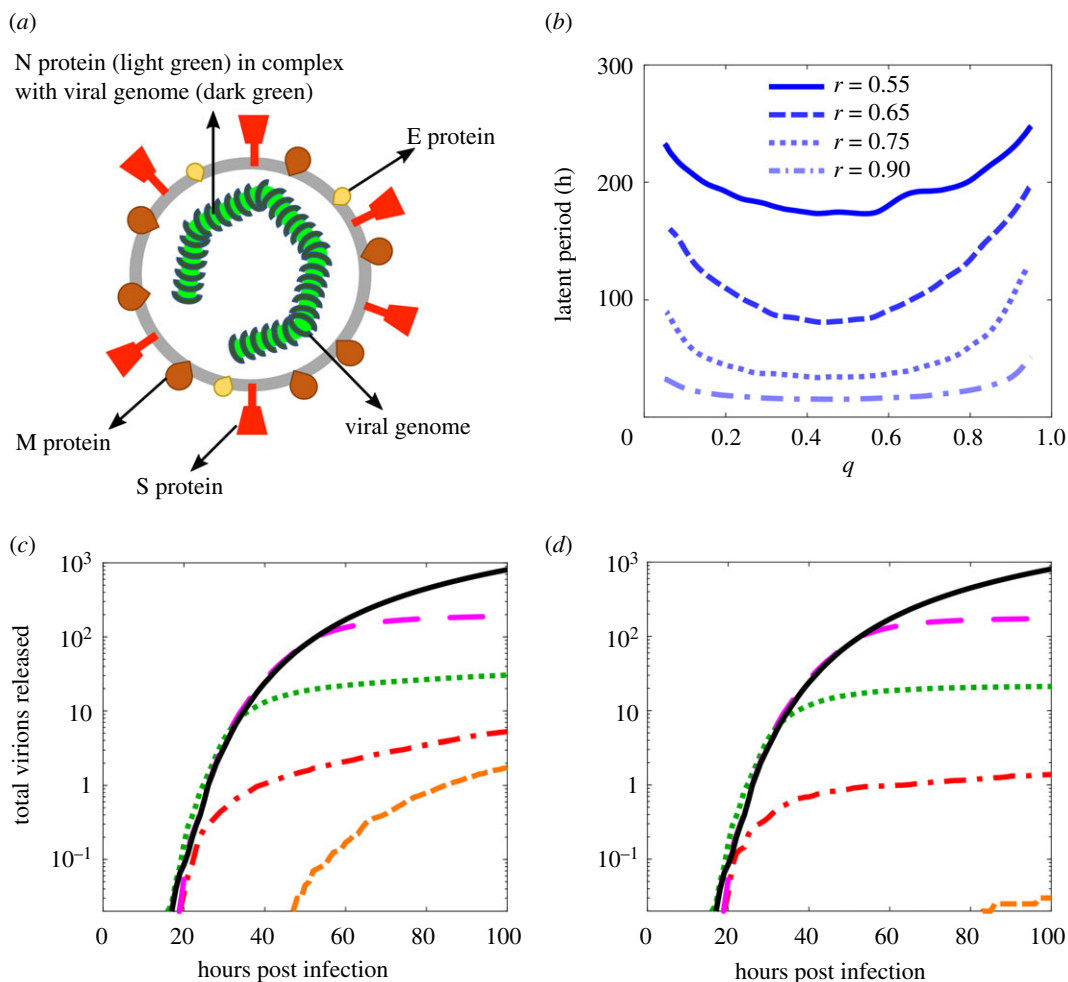 (a)
N protein (light green) in complex
with viral genome (dark green)
E protein
M protein
S protein
viral genome
(b)
300
200
100
0
latent period (h)
r = 0.55
r = 0.65
r = 0.75
r = 0.90
0.2 0.4 0.6 0.8 1.0
q
(c)
10³
10²
10
1
10⁻¹
total virions released
0 20 40 60 80 100
hours post infection
(d)
10³
10²
10
1
10⁻¹
0 20 40 60 80 100
hours post infection